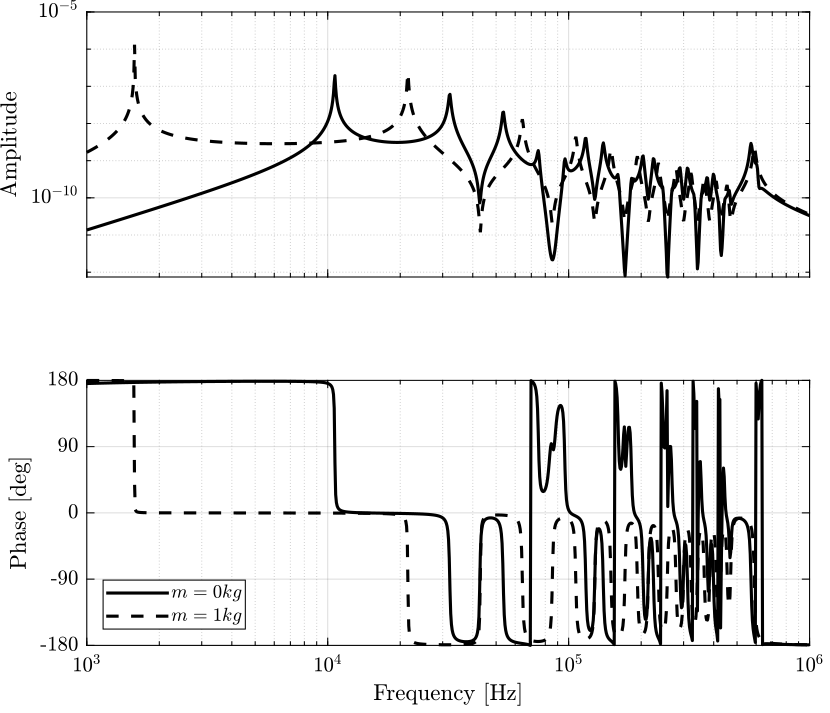 10^-5
Amplitude
10^-10
180
90
0
-90
-180
Phase [deg]
m = 0kg
m = 1kg
10^3 10^4 10^5 10^6
Frequency [Hz]